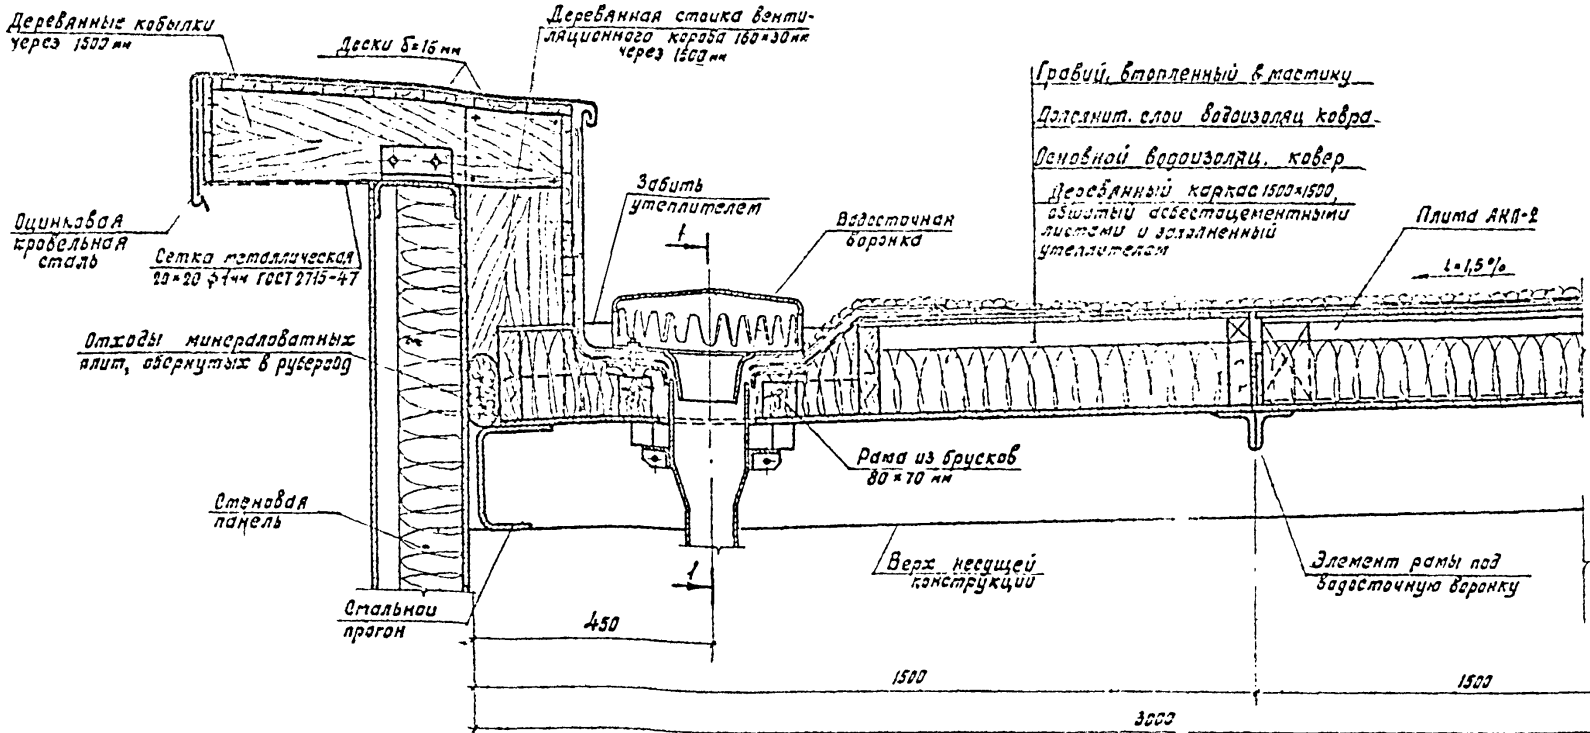 Деревянные кобылки
через 1500 мм
Доски δ=16 мм
Деревянная стойка венти-
ляционного короба 160×30 мм
через 1500 мм
Гравий, втопленный в мастику
Дополнит. слои водоизоляц ковра
Основной водоизоляц. ковер
Деревянный каркас 1500×1500,
обшитый асбестоцементными
листами и заполненный
утеплителем
Плита АКП-2
i=1,5%
Забить
утеплителем
Водосточная
воронка
1
Оцинковая
кровельная
сталь
Сетка металлическая
20×20 ф1мм ГОСТ 2715-47
Отходы минераловатных
плит, обернутых в рубероид
Рама из брусков
80×70 мм
Стеновая
панель
Верх несущей
конструкции
Элемент рамы под
водосточную воронку
1
Стальной
прогон
450
1500
1500
3000